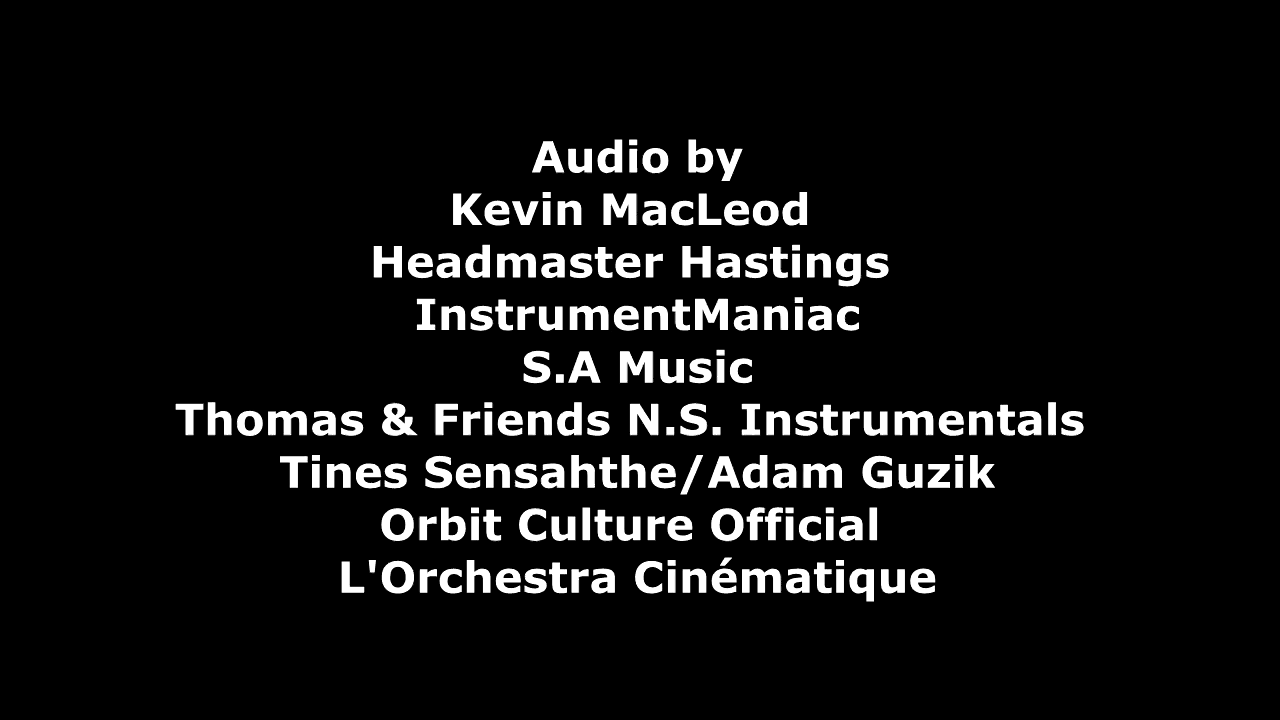 Audio by
Kevin MacLeod
Headmaster Hastings
InstrumentManiac
S.A Music
Thomas & Friends N.S. Instrumentals
Tines Sensahthe/Adam Guzik
Orbit Culture Official
L'Orchestra Cinématique